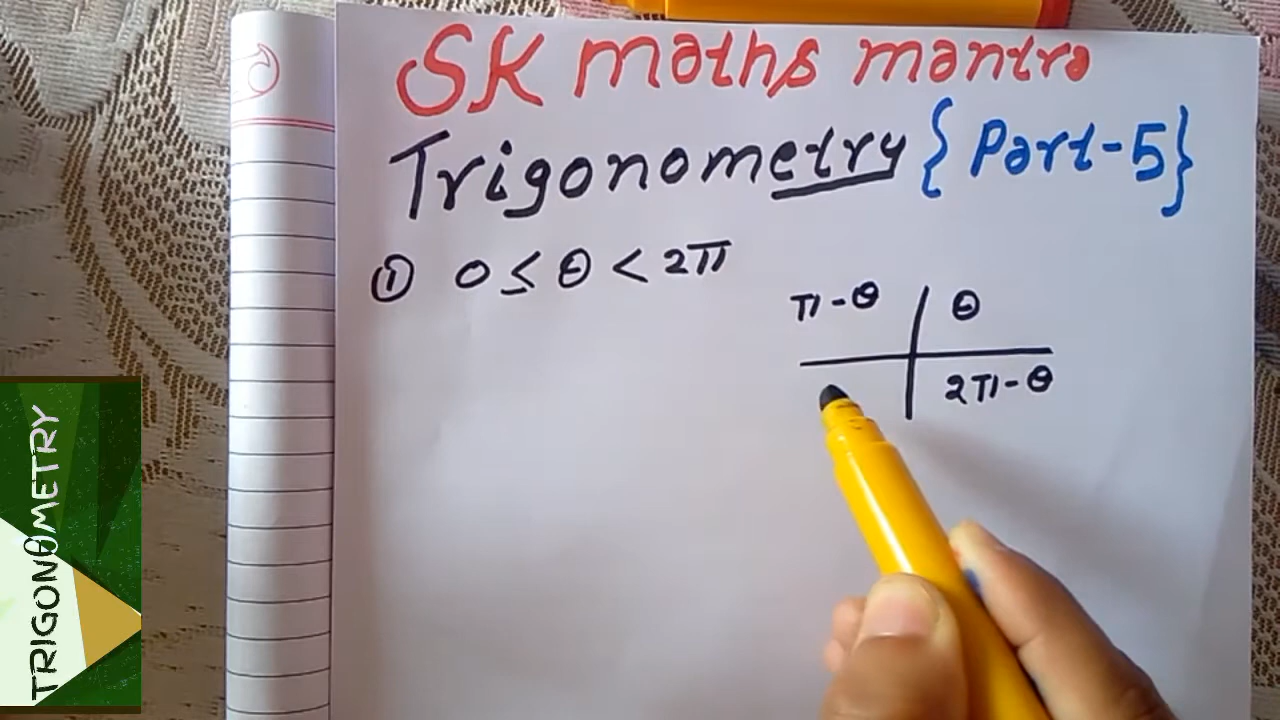 SK maths mantra
Trigonometry {Part-5}
① 0 ≤ θ < 2π
π-θ θ
2π-θ
TRIGONOMETRY